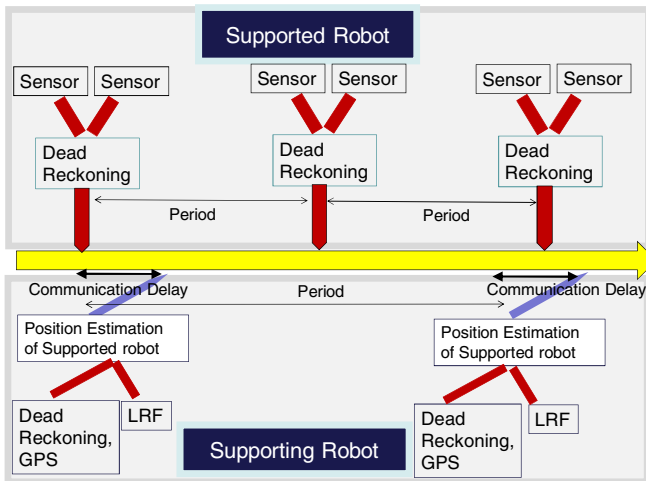 Supported Robot
Sensor Sensor
Sensor Sensor
Sensor Sensor
Dead
Reckoning
Dead
Reckoning
Dead
Reckoning
Period
Period
Communication Delay
Period
Communication Delay
Position Estimation
of Supported robot
Position Estimation
of Supported robot
Dead
Reckoning,
GPS
LRF
Dead
Reckoning,
GPS
LRF
Supporting Robot